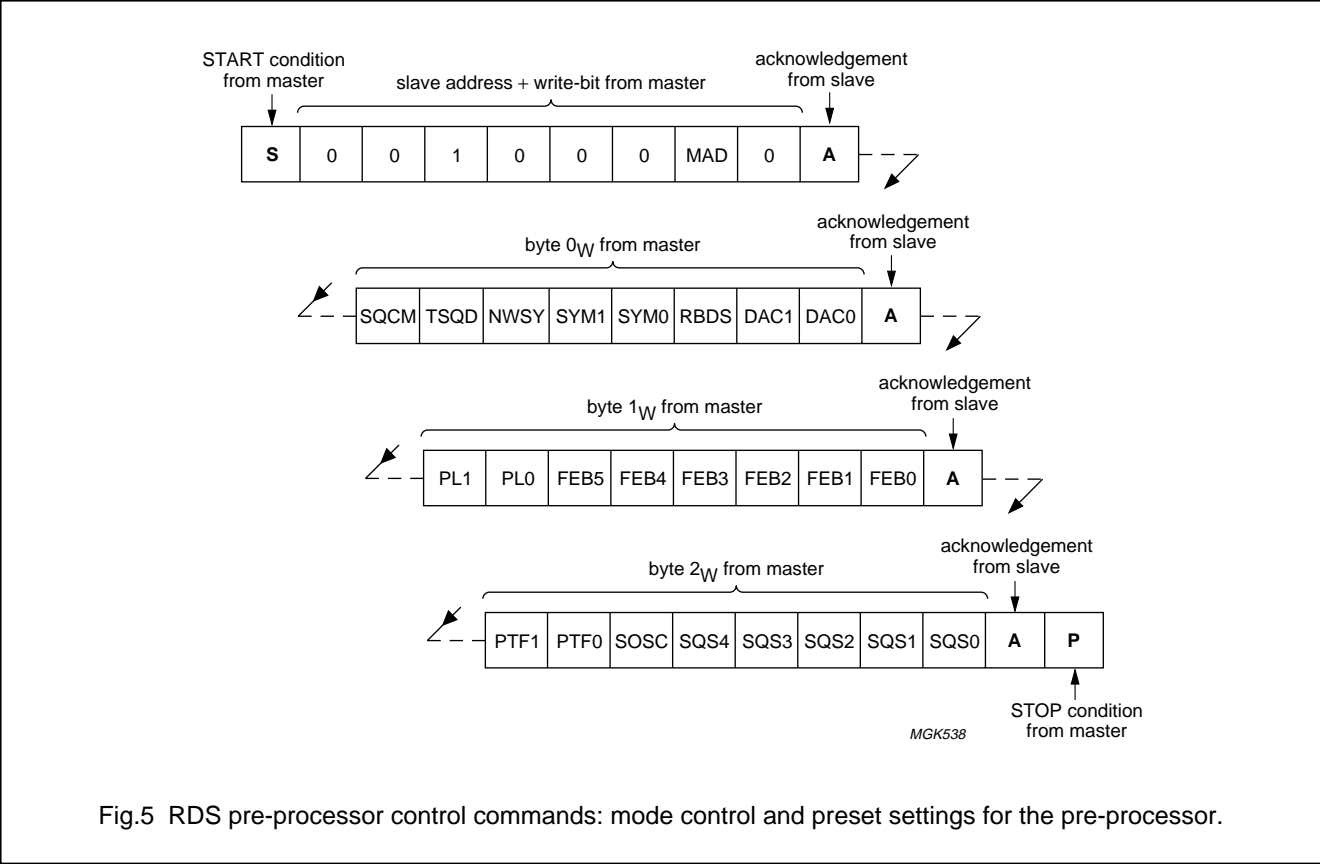 START condition
from master
slave address + write-bit from master
acknowledgement
from slave
S 0 0 1 0 0 0 MAD 0 A
acknowledgement
from slave
byte 0W from master
SQCM TSQD NWSY SYM1 SYM0 RBDS DAC1 DAC0 A
acknowledgement
from slave
byte 1W from master
PL1 PL0 FEB5 FEB4 FEB3 FEB2 FEB1 FEB0 A
acknowledgement
from slave
byte 2W from master
PTF1 PTF0 SOSC SQS4 SQS3 SQS2 SQS1 SQS0 A P
STOP condition
from master
MGK538
Fig.5 RDS pre-processor control commands: mode control and preset settings for the pre-processor.